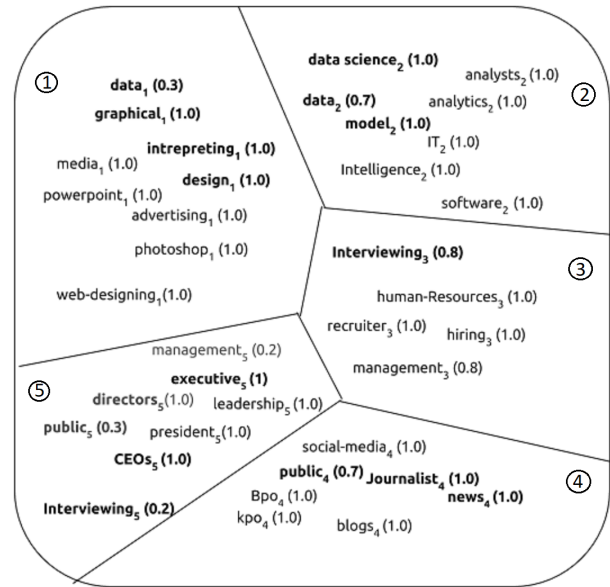 ①
data₁ (0.3)
graphical₁ (1.0)
intrepreting₁ (1.0)
media₁ (1.0)
design₁ (1.0)
powerpoint₁ (1.0)
advertising₁ (1.0)
photoshop₁ (1.0)
web-designing₁(1.0)
②
data science₂ (1.0)
analysts₂ (1.0)
data₂ (0.7)
analytics₂ (1.0)
model₂ (1.0)
IT₂ (1.0)
Intelligence₂ (1.0)
software₂ (1.0)
③
Interviewing₃ (0.8)
human-Resources₃ (1.0)
recruiter₃ (1.0)
hiring₃ (1.0)
management₃ (0.8)
⑤
management₅ (0.2)
executive₅ (1)
directors₅(1.0)
leadership₅ (1.0)
public₅ (0.3)
president₅(1.0)
CEOs₅ (1.0)
Interviewing₅ (0.2)
④
social-media₄ (1.0)
public₄ (0.7)
Journalist₄ (1.0)
Bpo₄ (1.0)
news₄ (1.0)
kpo₄ (1.0)
blogs₄ (1.0)